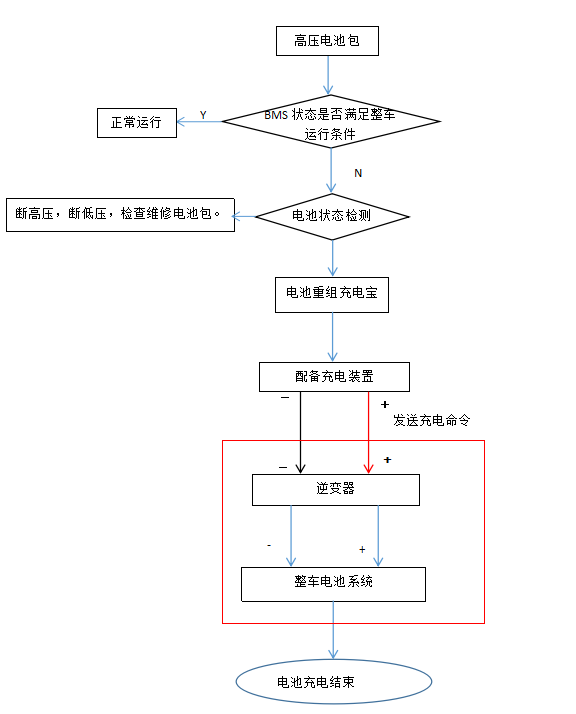 高压电池包
BMS 状态是否满足整车
运行条件
Y
正常运行
N
电池状态检测
断高压，断低压，检查维修电池包。
电池重组充电宝
配备充电装置
− +
发送充电命令
− +
逆变器
- +
整车电池系统
电池充电结束